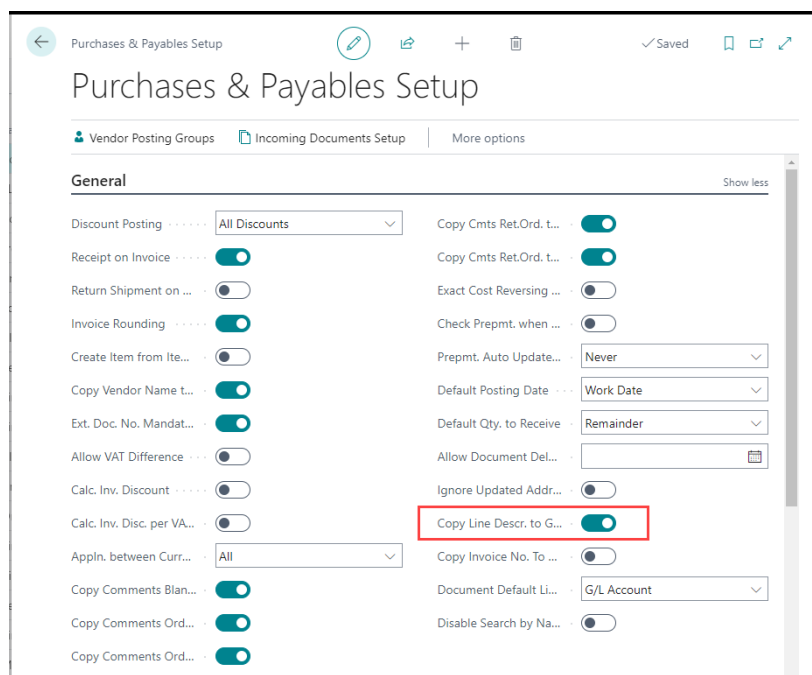 Purchases & Payables Setup
Saved
Purchases & Payables Setup
Vendor Posting Groups
Incoming Documents Setup
More options
General
Show less
Discount Posting
All Discounts
Receipt on Invoice
Return Shipment on ...
Invoice Rounding
Create Item from Ite...
Copy Vendor Name t...
Ext. Doc. No. Mandat...
Allow VAT Difference
Calc. Inv. Discount
Calc. Inv. Disc. per VA...
Appln. between Curr...
All
Copy Comments Blan...
Copy Comments Ord...
Copy Comments Ord...
Copy Cmts Ret.Ord. t...
Copy Cmts Ret.Ord. t...
Exact Cost Reversing ...
Check Prepmt. when ...
Prepmt. Auto Update...
Never
Default Posting Date
Work Date
Default Qty. to Receive
Remainder
Allow Document Del...
Ignore Updated Addr...
Copy Line Descr. to G...
Copy Invoice No. To ...
Document Default Li...
G/L Account
Disable Search by Na...